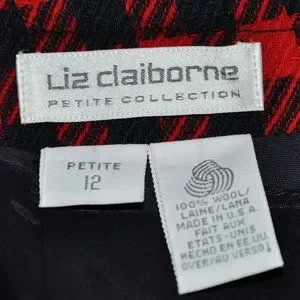 Liz claiborne
PETITE COLLECTION
PETITE
12
100% WOOL/
LAINE/LANA
MADE IN U.S.A.
FAIT AUX
ETATS-UNIS
HECHO EN EE.UU.
OVER/AU VERSO↓